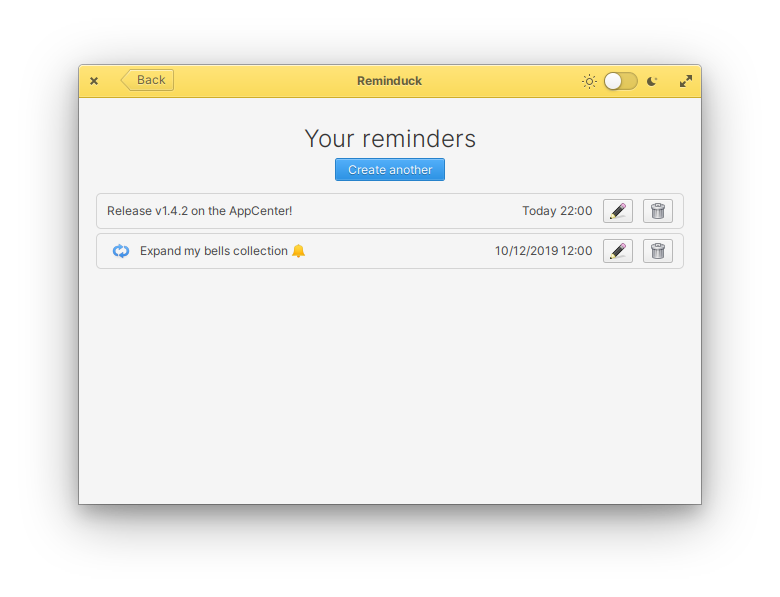 Back
Reminduck
Your reminders
Create another
Release v1.4.2 on the AppCenter!
Today 22:00
Expand my bells collection 🔔
10/12/2019 12:00